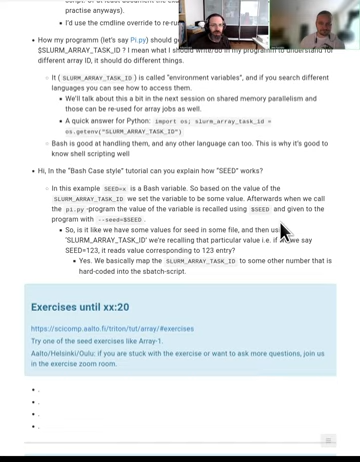 script. Or at least that
practise anyways)
I'd use the cmdline override to re-run
How my programm (let's say Pi.py) should ge
$SLURM_ARRAY_TASK_ID ? I mean what I should write/do in my programm to understand for
different array ID, it should do different things.
It ( SLURM_ARRAY_TASK_ID ) is called "environment variables", and if you search different
languages you can see how to access them.
We'll talk about this a bit in the next session on shared memory parallelism and
those can be re-used for array jobs as well.
A quick answer for Python: import os; slurm_array_task_id =
os.getenv("SLURM_ARRAY_TASK_ID")
Bash is good at handling them, and any other language can too. This is why it's good to
know shell scripting well
Hi, In the "Bash Case style" tutorial can you explain how "SEED" works?
In this example SEED=x is a Bash variable. So based on the value of the
SLURM_ARRAY_TASK_ID we set the variable to be some value. Afterwards when we call
the pi.py -program the value of the variable is recalled using $SEED and given to the
program with --seed=$SEED .
So, is it like we have some values for seed in some file, and then us
'SLURM_ARRAY_TASK_ID' we're recalling that particular value i.e. if we say
SEED=123, it reads value corresponding to 123 entry?
Yes. We basically map the SLURM_ARRAY_TASK_ID to some other number that is
hard-coded into the sbatch-script.
Exercises until xx:20
https://scicomp.aalto.fi/triton/tut/array/#exercises
Try one of the seed exercises like Array-1.
Aalto/Helsinki/Oulu: if you are stuck with the exercise or want to ask more questions, join us
in the exercise zoom room.
.
.
.
.